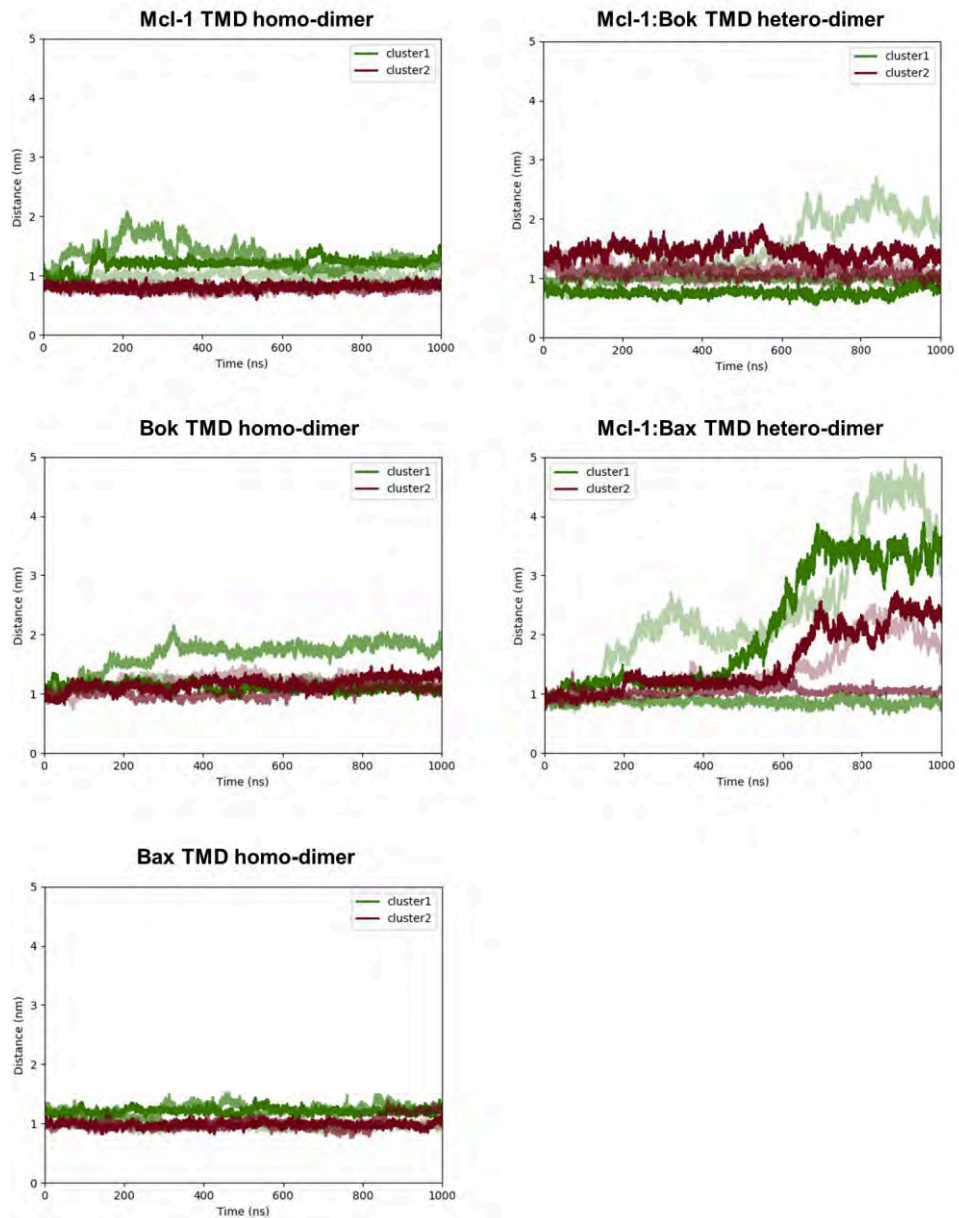 Mcl-1 TMD homo-dimer
5
4
3
2
1
0
Distance (nm)
cluster1
cluster2
0 200 400 600 800 1000
Time (ns)
Mcl-1:Bok TMD hetero-dimer
5
4
3
2
1
0
Distance (nm)
cluster1
cluster2
0 200 400 600 800 1000
Time (ns)
Bok TMD homo-dimer
5
4
3
2
1
0
Distance (nm)
cluster1
cluster2
0 200 400 600 800 1000
Time (ns)
Mcl-1:Bax TMD hetero-dimer
5
4
3
2
1
0
Distance (nm)
cluster1
cluster2
0 200 400 600 800 1000
Time (ns)
Bax TMD homo-dimer
5
4
3
2
1
0
Distance (nm)
cluster1
cluster2
0 200 400 600 800 1000
Time (ns)